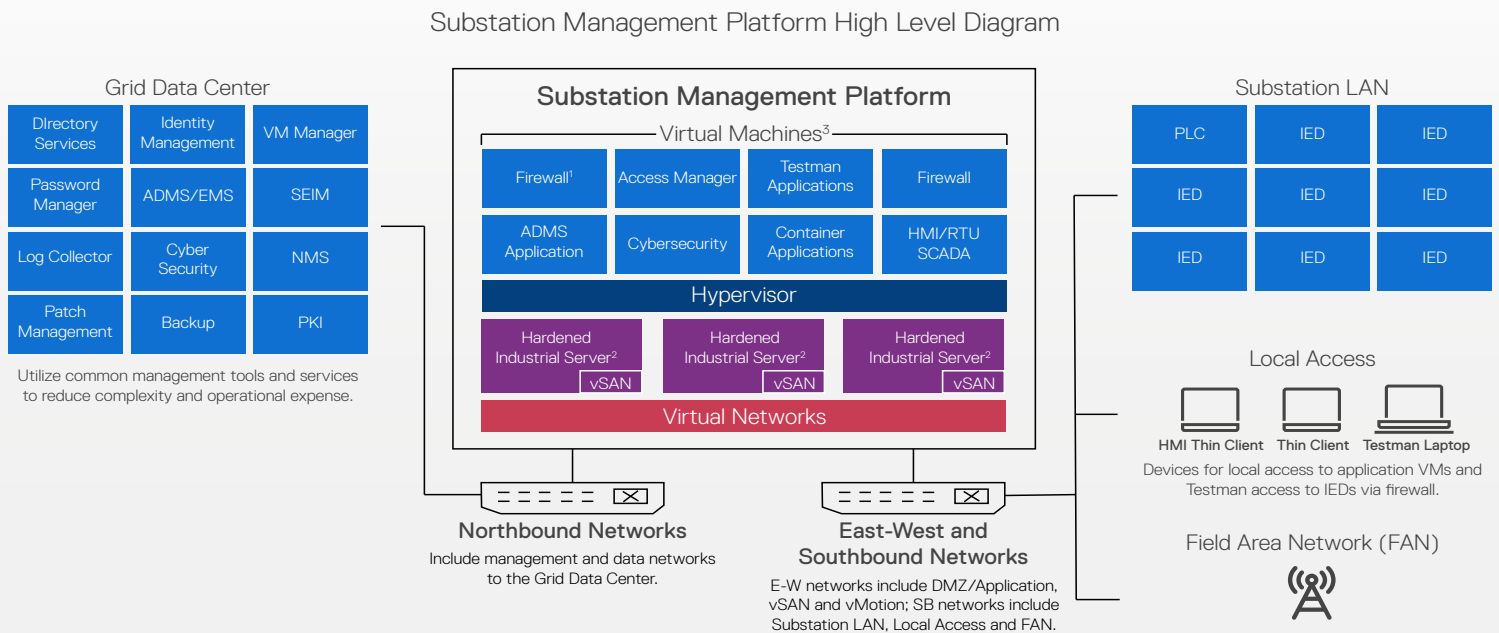 Substation Management Platform High Level Diagram
Grid Data Center
DIrectory
Services
Identity
Management
VM Manager
Password
Manager
ADMS/EMS
SEIM
Log Collector
Cyber
Security
NMS
Patch
Management
Backup
PKI
Utilize common management tools and services
to reduce complexity and operational expense.
Substation Management Platform
Virtual Machines³
Firewall¹
Access Manager
Testman
Applications
Firewall
ADMS
Application
Cybersecurity
Container
Applications
HMI/RTU
SCADA
Hypervisor
Hardened
Industrial Server²
vSAN
Hardened
Industrial Server²
vSAN
Hardened
Industrial Server²
vSAN
Virtual Networks
Northbound Networks
Include management and data networks
to the Grid Data Center.
East-West and
Southbound Networks
E-W networks include DMZ/Application,
vSAN and vMotion; SB networks include
Substation LAN, Local Access and FAN.
Substation LAN
PLC
IED
IED
IED
IED
IED
IED
IED
IED
Local Access
HMI Thin Client
Thin Client
Testman Laptop
Devices for local access to application VMs and
Testman access to IEDs via firewall.
Field Area Network (FAN)